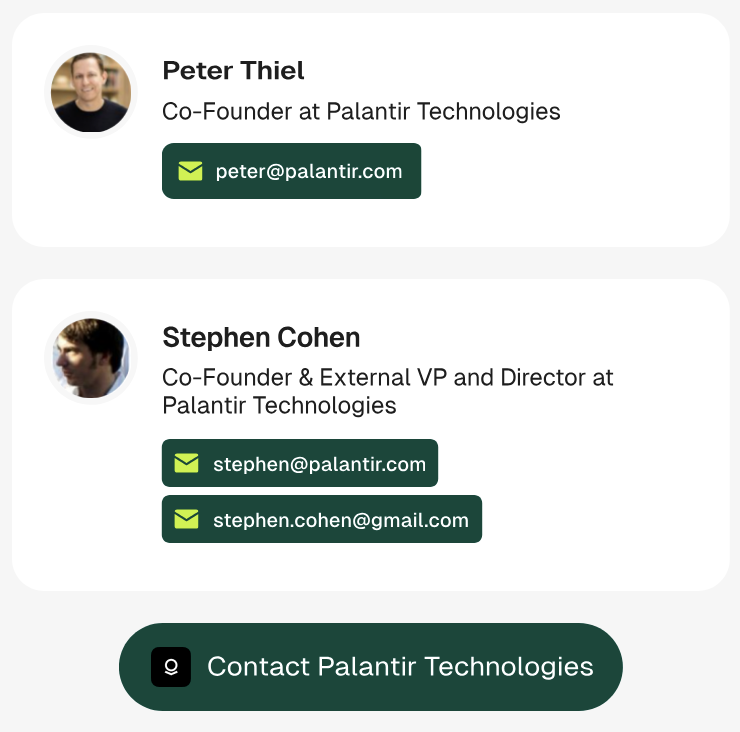 Peter Thiel
Co-Founder at Palantir Technologies
peter@palantir.com
Stephen Cohen
Co-Founder & External VP and Director at
Palantir Technologies
stephen@palantir.com
stephen.cohen@gmail.com
Contact Palantir Technologies